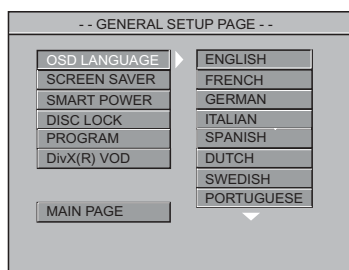 - - GENERAL SETUP PAGE - -
OSD LANGUAGE
SCREEN SAVER
SMART POWER
DISC LOCK
PROGRAM
DivX(R) VOD
MAIN PAGE
ENGLISH
FRENCH
GERMAN
ITALIAN
SPANISH
DUTCH
SWEDISH
PORTUGUESE